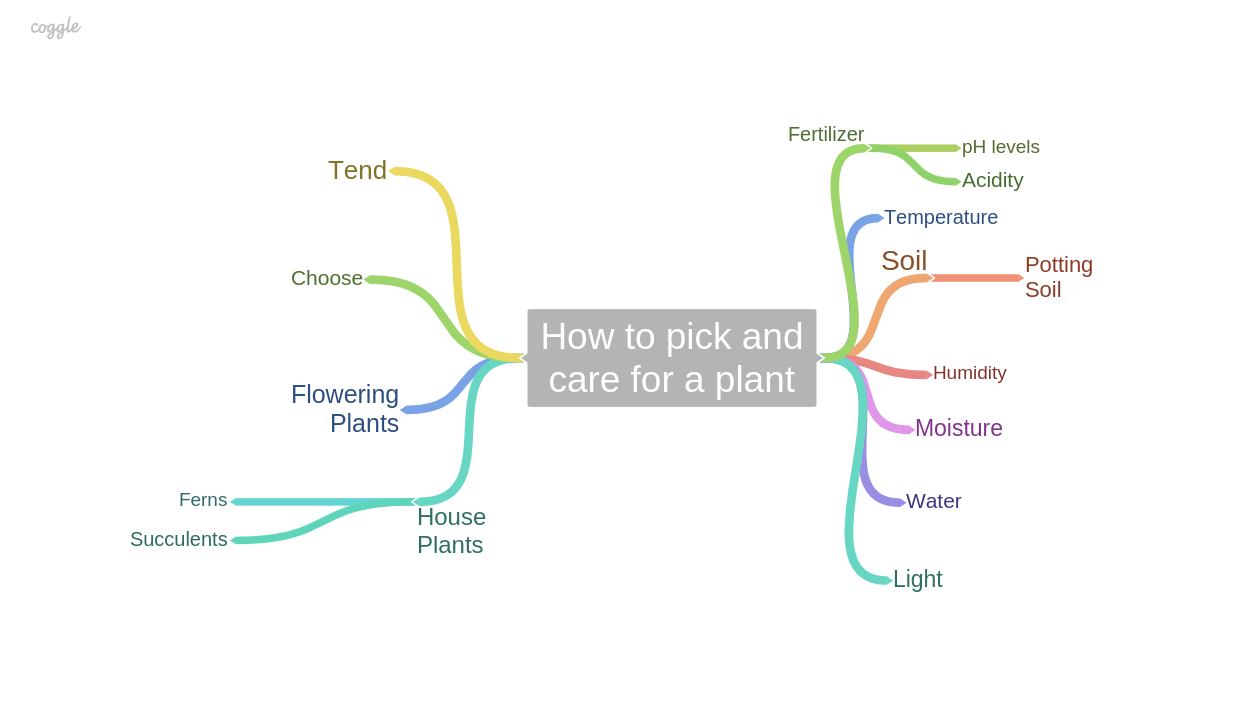 coggle
How to pick and
care for a plant
Tend
Choose
Flowering
Plants
House
Plants
Ferns
Succulents
Fertilizer
pH levels
Acidity
Temperature
Soil
Potting
Soil
Humidity
Moisture
Water
Light